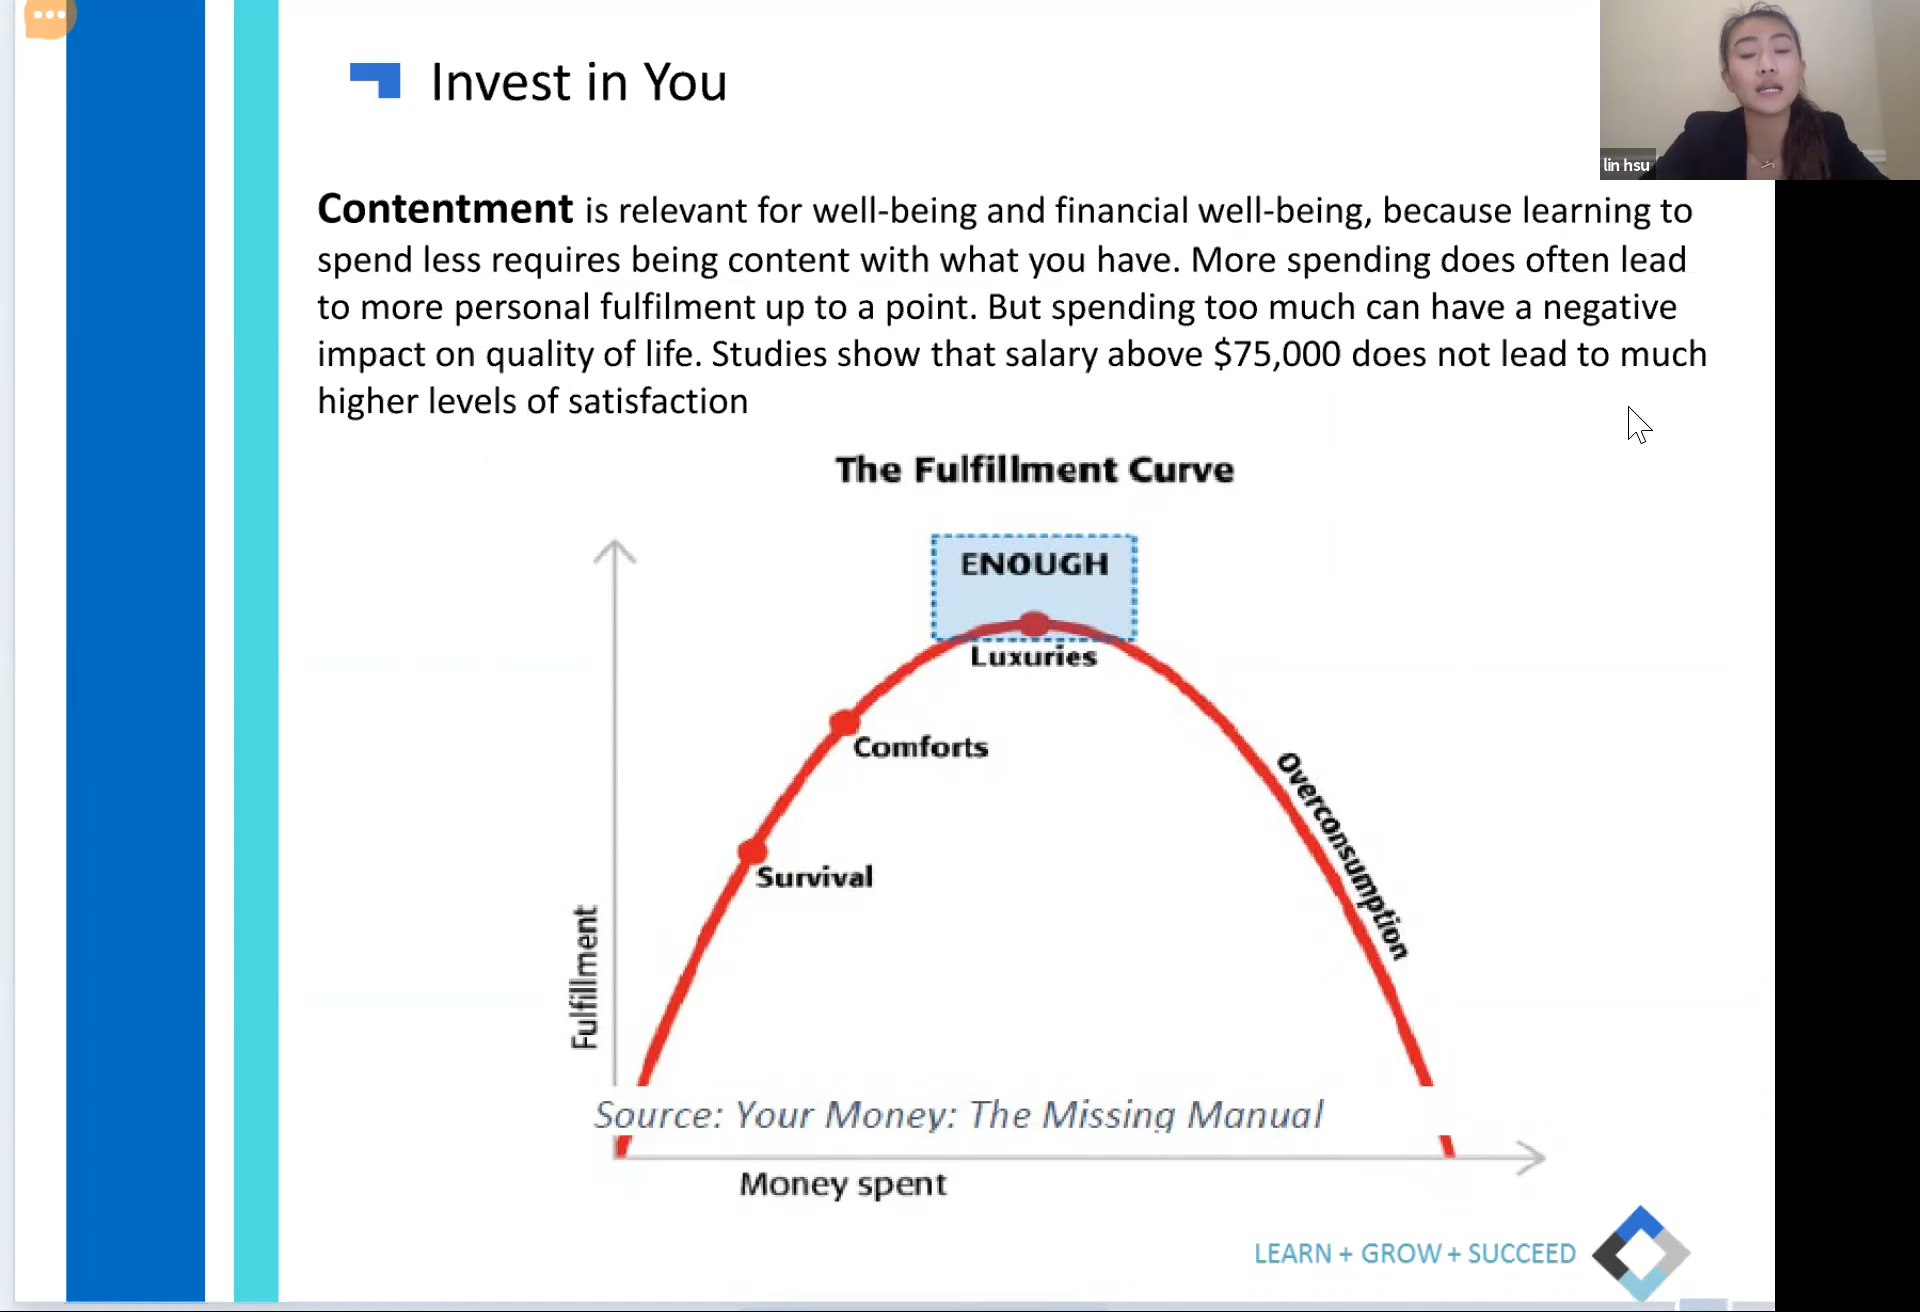 Invest in You
lin hsu
Contentment is relevant for well-being and financial well-being, because learning to
spend less requires being content with what you have. More spending does often lead
to more personal fulfilment up to a point. But spending too much can have a negative
impact on quality of life. Studies show that salary above $75,000 does not lead to much
higher levels of satisfaction
The Fulfillment Curve
ENOUGH
Luxuries
Comforts
Survival
Overconsumption
Fulfillment
Source: Your Money: The Missing Manual
Money spent
LEARN + GROW + SUCCEED